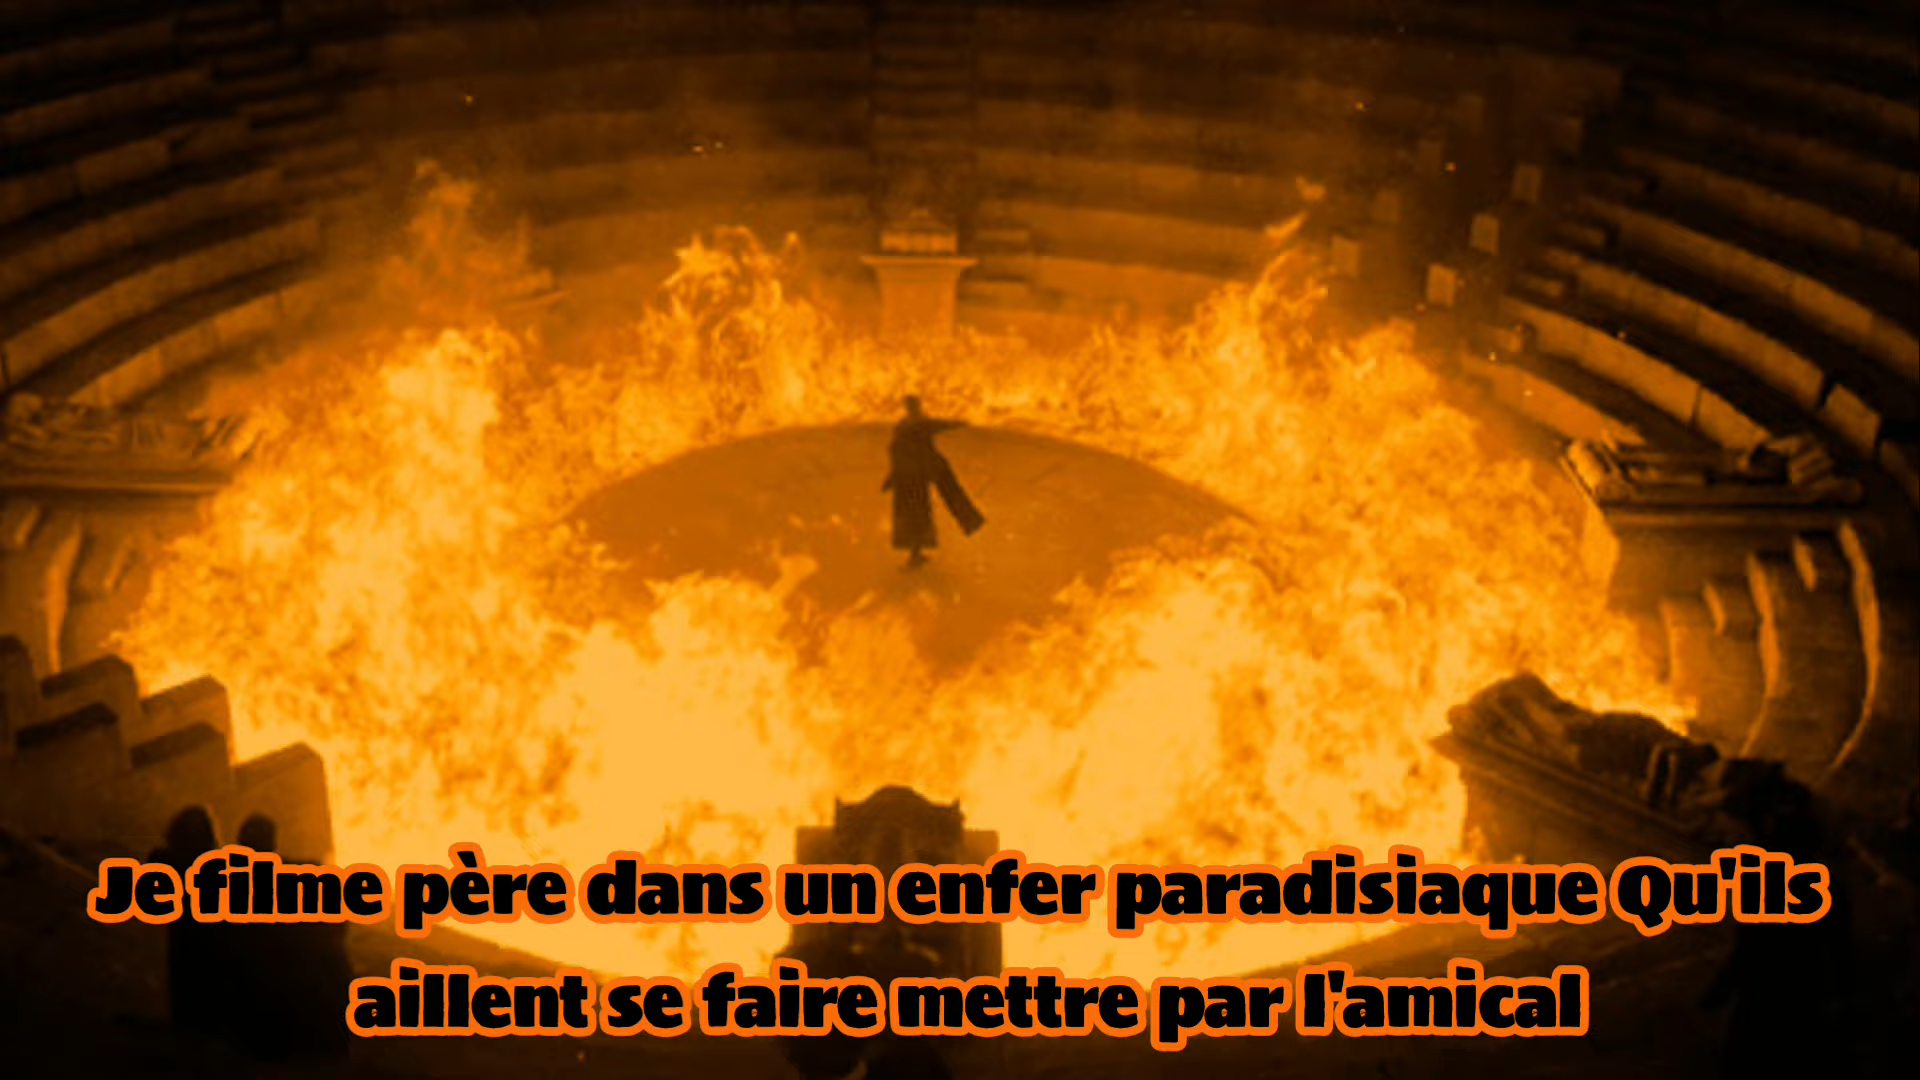 Je filme père dans un enfer paradisiaque Qu'ils
aillent se faire mettre par l'amical